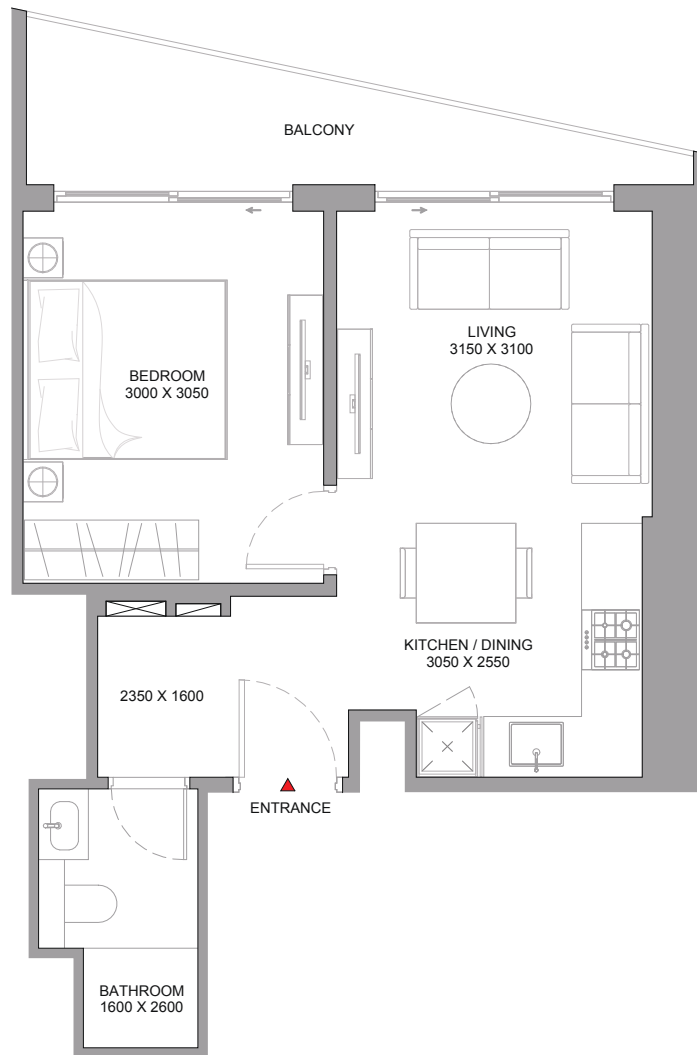 BALCONY
LIVING
3150 X 3100
BEDROOM
3000 X 3050
KITCHEN / DINING
3050 X 2550
2350 X 1600
ENTRANCE
BATHROOM
1600 X 2600